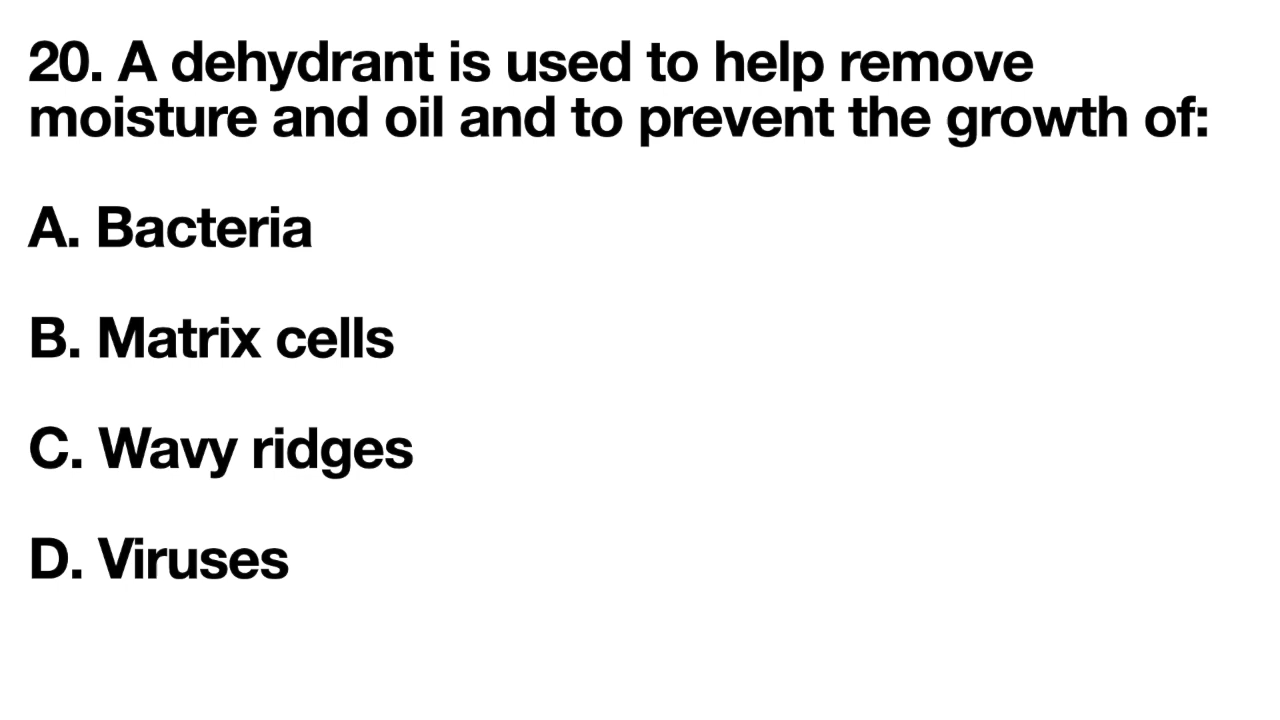 20. A dehydrant is used to help remove
moisture and oil and to prevent the growth of:
A. Bacteria
B. Matrix cells
C. Wavy ridges
D. Viruses